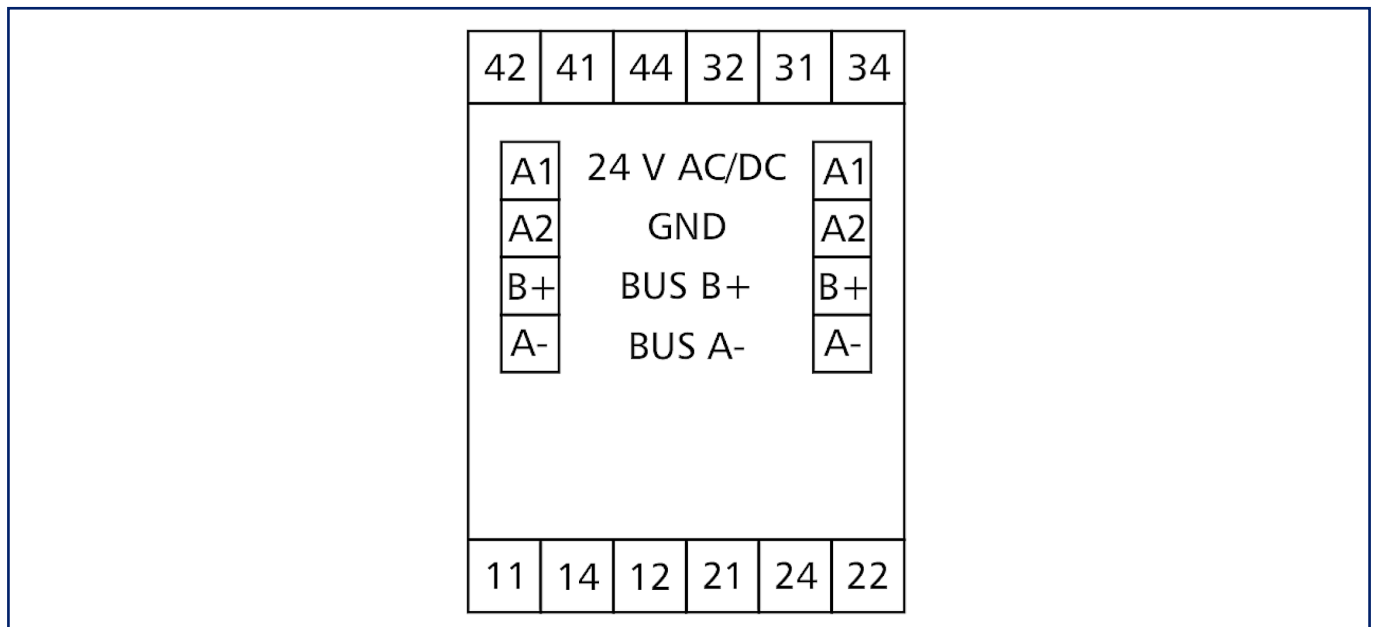 42 41 44 32 31 34
A1 24 V AC/DC A1
A2 GND A2
B+ BUS B+ B+
A- BUS A- A-
11 14 12 21 24 22